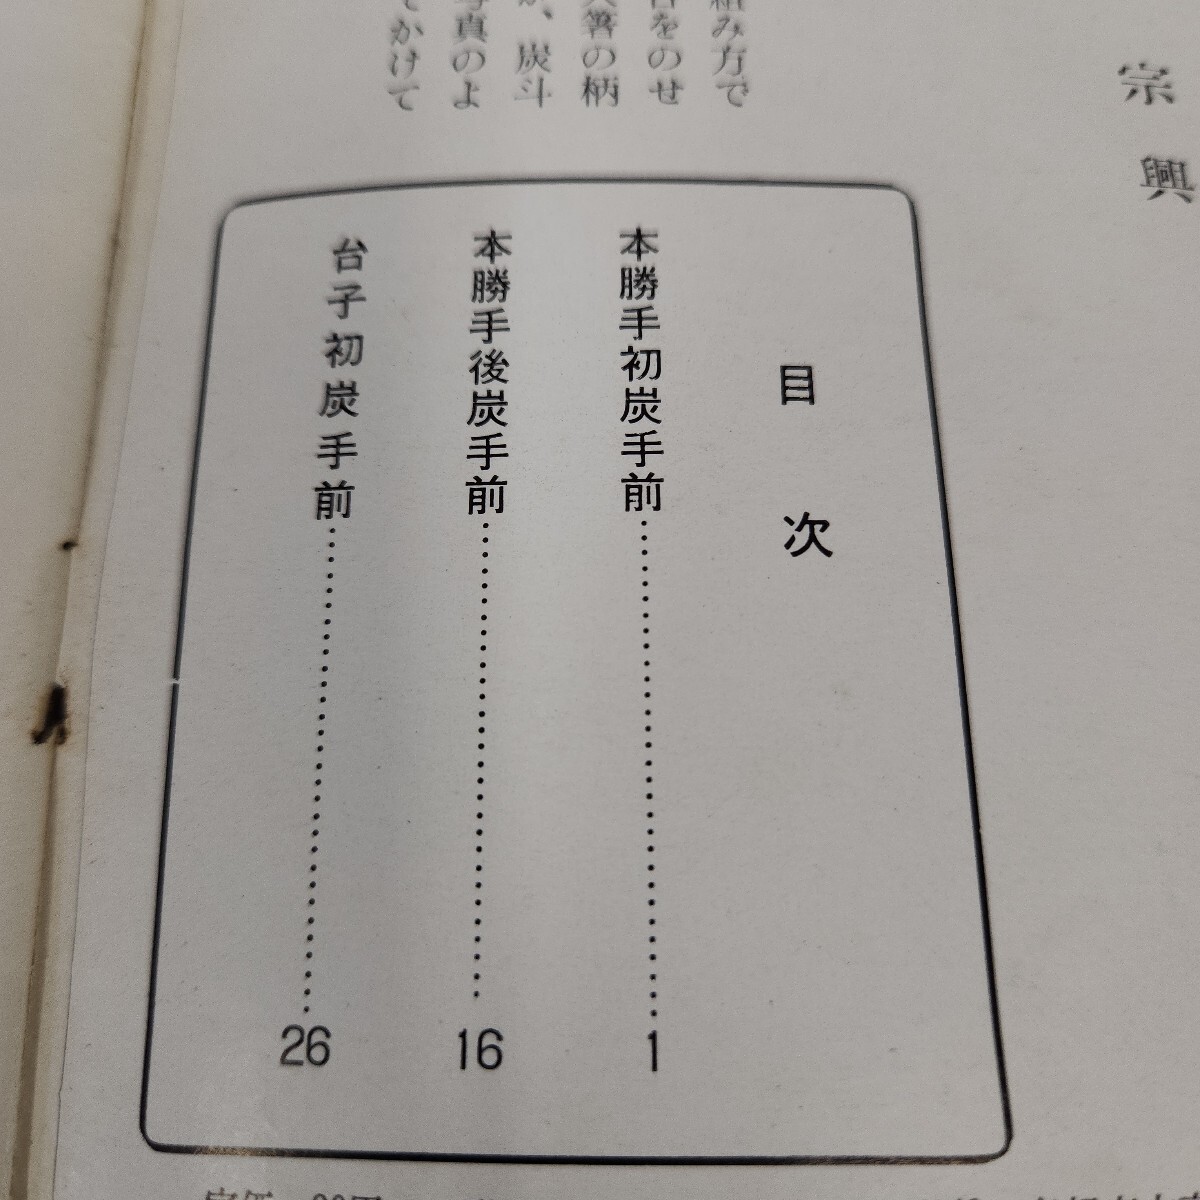 宗興
組み方で
をのせ
箸の柄
、炭斗
写真のよ
てかけて
目次
本勝手初炭手前……………………1
本勝手後炭手前……………………16
台子初炭手前……………………26